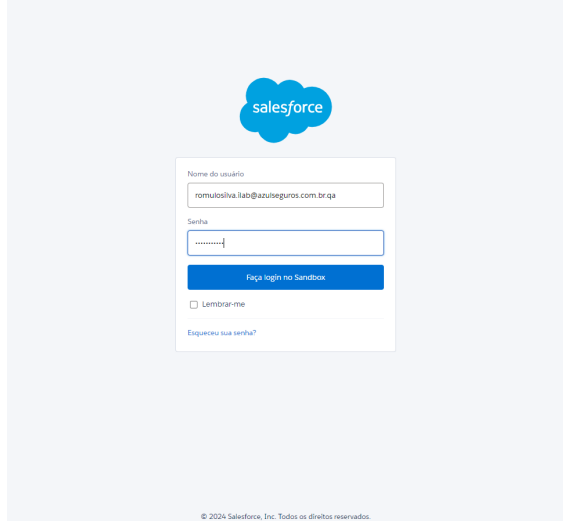 salesforce
Nome do usuário
romulosilva.ilab@azulseguros.com.br.qa
Senha
•••••••••••
Faça login no Sandbox
Lembrar-me
Esqueceu sua senha?
© 2024 Salesforce, Inc. Todos os direitos reservados.